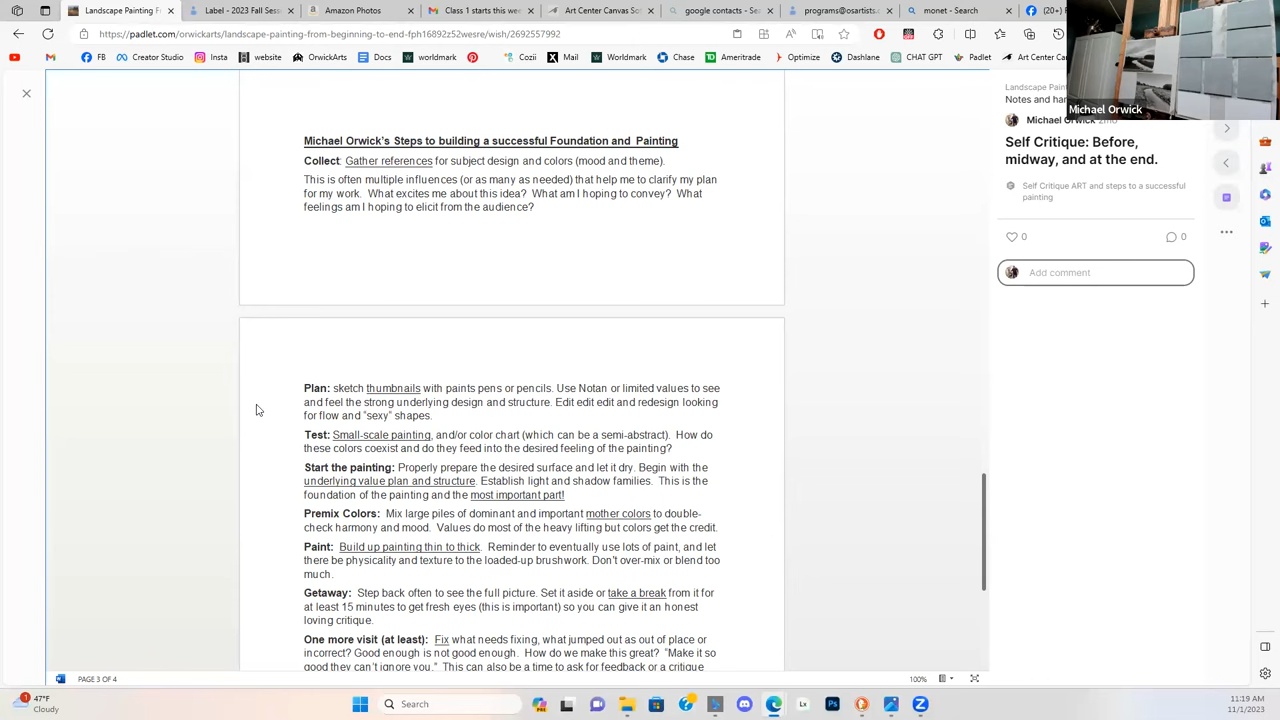 Landscape Painting F
Label - 2023 Fall Se
Amazon Photos
Class 1 starts this wee
Art Center Canvas So
google contacts - Se
programs@osartists.
monet - Search
(20+) F
https://padlet.com/orwickarts/landscape-painting-from-beginning-to-end-fph16892z52wesre/wish/2692557992
FB
Creator Studio
Insta
website
OrwickArts
Docs
worldmark
Cozii
Mail
Worldmark
Chase
Ameritrade
Optimize
Dashlane
CHAT GPT
Padlet
Art Center Can
Michael Orwick
Landscape Pain
Notes and har
Michael Orwick 2mo
Self Critique: Before,
midway, and at the end.
Self Critique ART and steps to a successful
painting
0
0
Add comment
Michael Orwick's Steps to building a successful Foundation and Painting
Collect Gather references for subject design and colors (mood and theme).
This is often multiple influences (or as many as needed) that help me to clarify my plan
for my work. What excites me about this idea? What am I hoping to convey? What
feelings am I hoping to elicit from the audience?
Plan: sketch thumbnails with paints pens or pencils. Use Notan or limited values to see
and feel the strong underlying design and structure. Edit edit edit and redesign looking
for flow and "sexy" shapes.
Test: Small-scale painting, and/or color chart (which can be a semi-abstract). How do
these colors coexist and do they feed into the desired feeling of the painting?
Start the painting: Properly prepare the desired surface and let it dry. Begin with the
underlying value plan and structure. Establish light and shadow families. This is the
foundation of the painting and the most important part!
Premix Colors: Mix large piles of dominant and important mother colors to double-
check harmony and mood. Values do most of the heavy lifting but colors get the credit.
Paint: Build up painting thin to thick. Reminder to eventually use lots of paint, and let
there be physicality and texture to the loaded-up brushwork. Don't over-mix or blend too
much.
Getaway: Step back often to see the full picture. Set it aside or take a break from it for
at least 15 minutes to get fresh eyes (this is important) so you can give it an honest
loving critique.
One more visit (at least): Fix what needs fixing, what jumped out as out of place or
incorrect? Good enough is not good enough. How do we make this great? "Make it so
good they can't ignore you." This can also be a time to ask for feedback or a critique
PAGE 3 OF 4
100%
47°F
Cloudy
Search
11:19 AM
11/1/2023